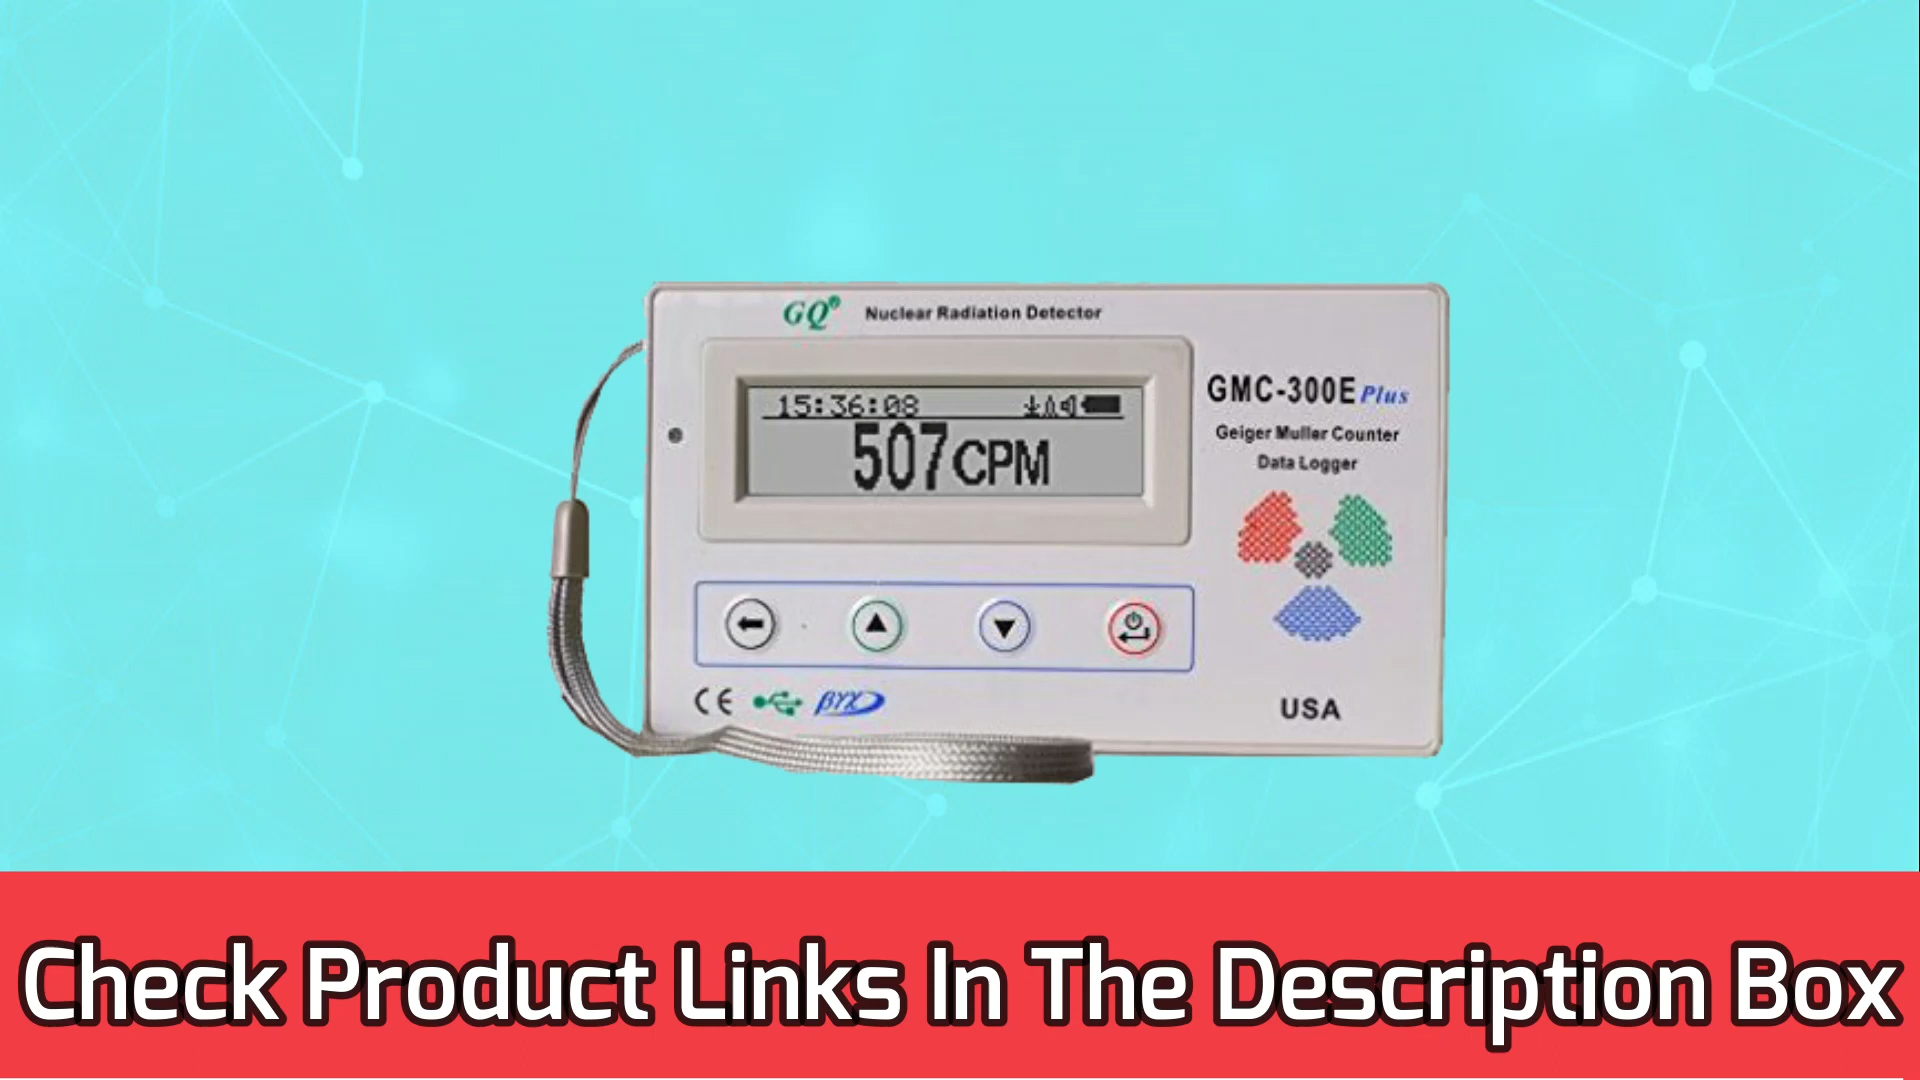 GQ Nuclear Radiation Detector
15:36:08
507CPM
GMC-300E Plus
Geiger Muller Counter
Data Logger
CE βγχ
USA
Check Product Links In The Description Box